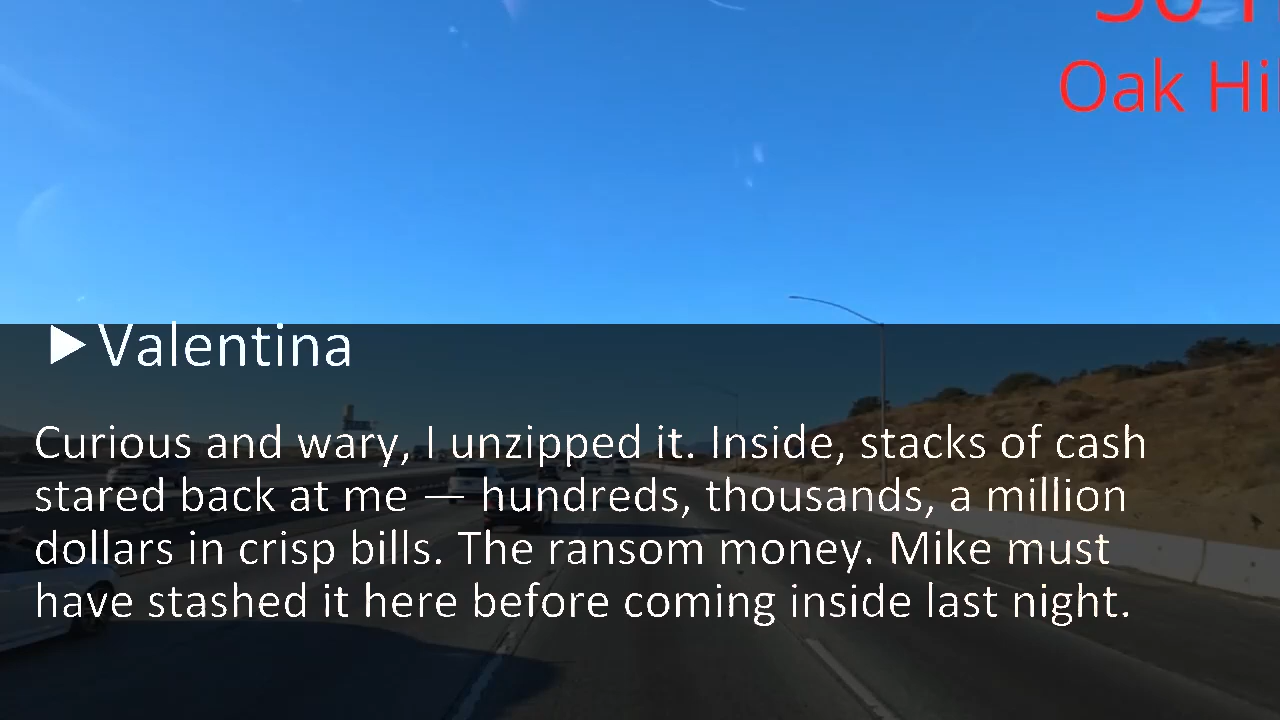 Oak
Valentina
Curious and wary, I unzipped it. Inside, stacks of cash
stared back at me — hundreds, thousands, a million
dollars in crisp bills. The ransom money. Mike must
have stashed it here before coming inside last night.